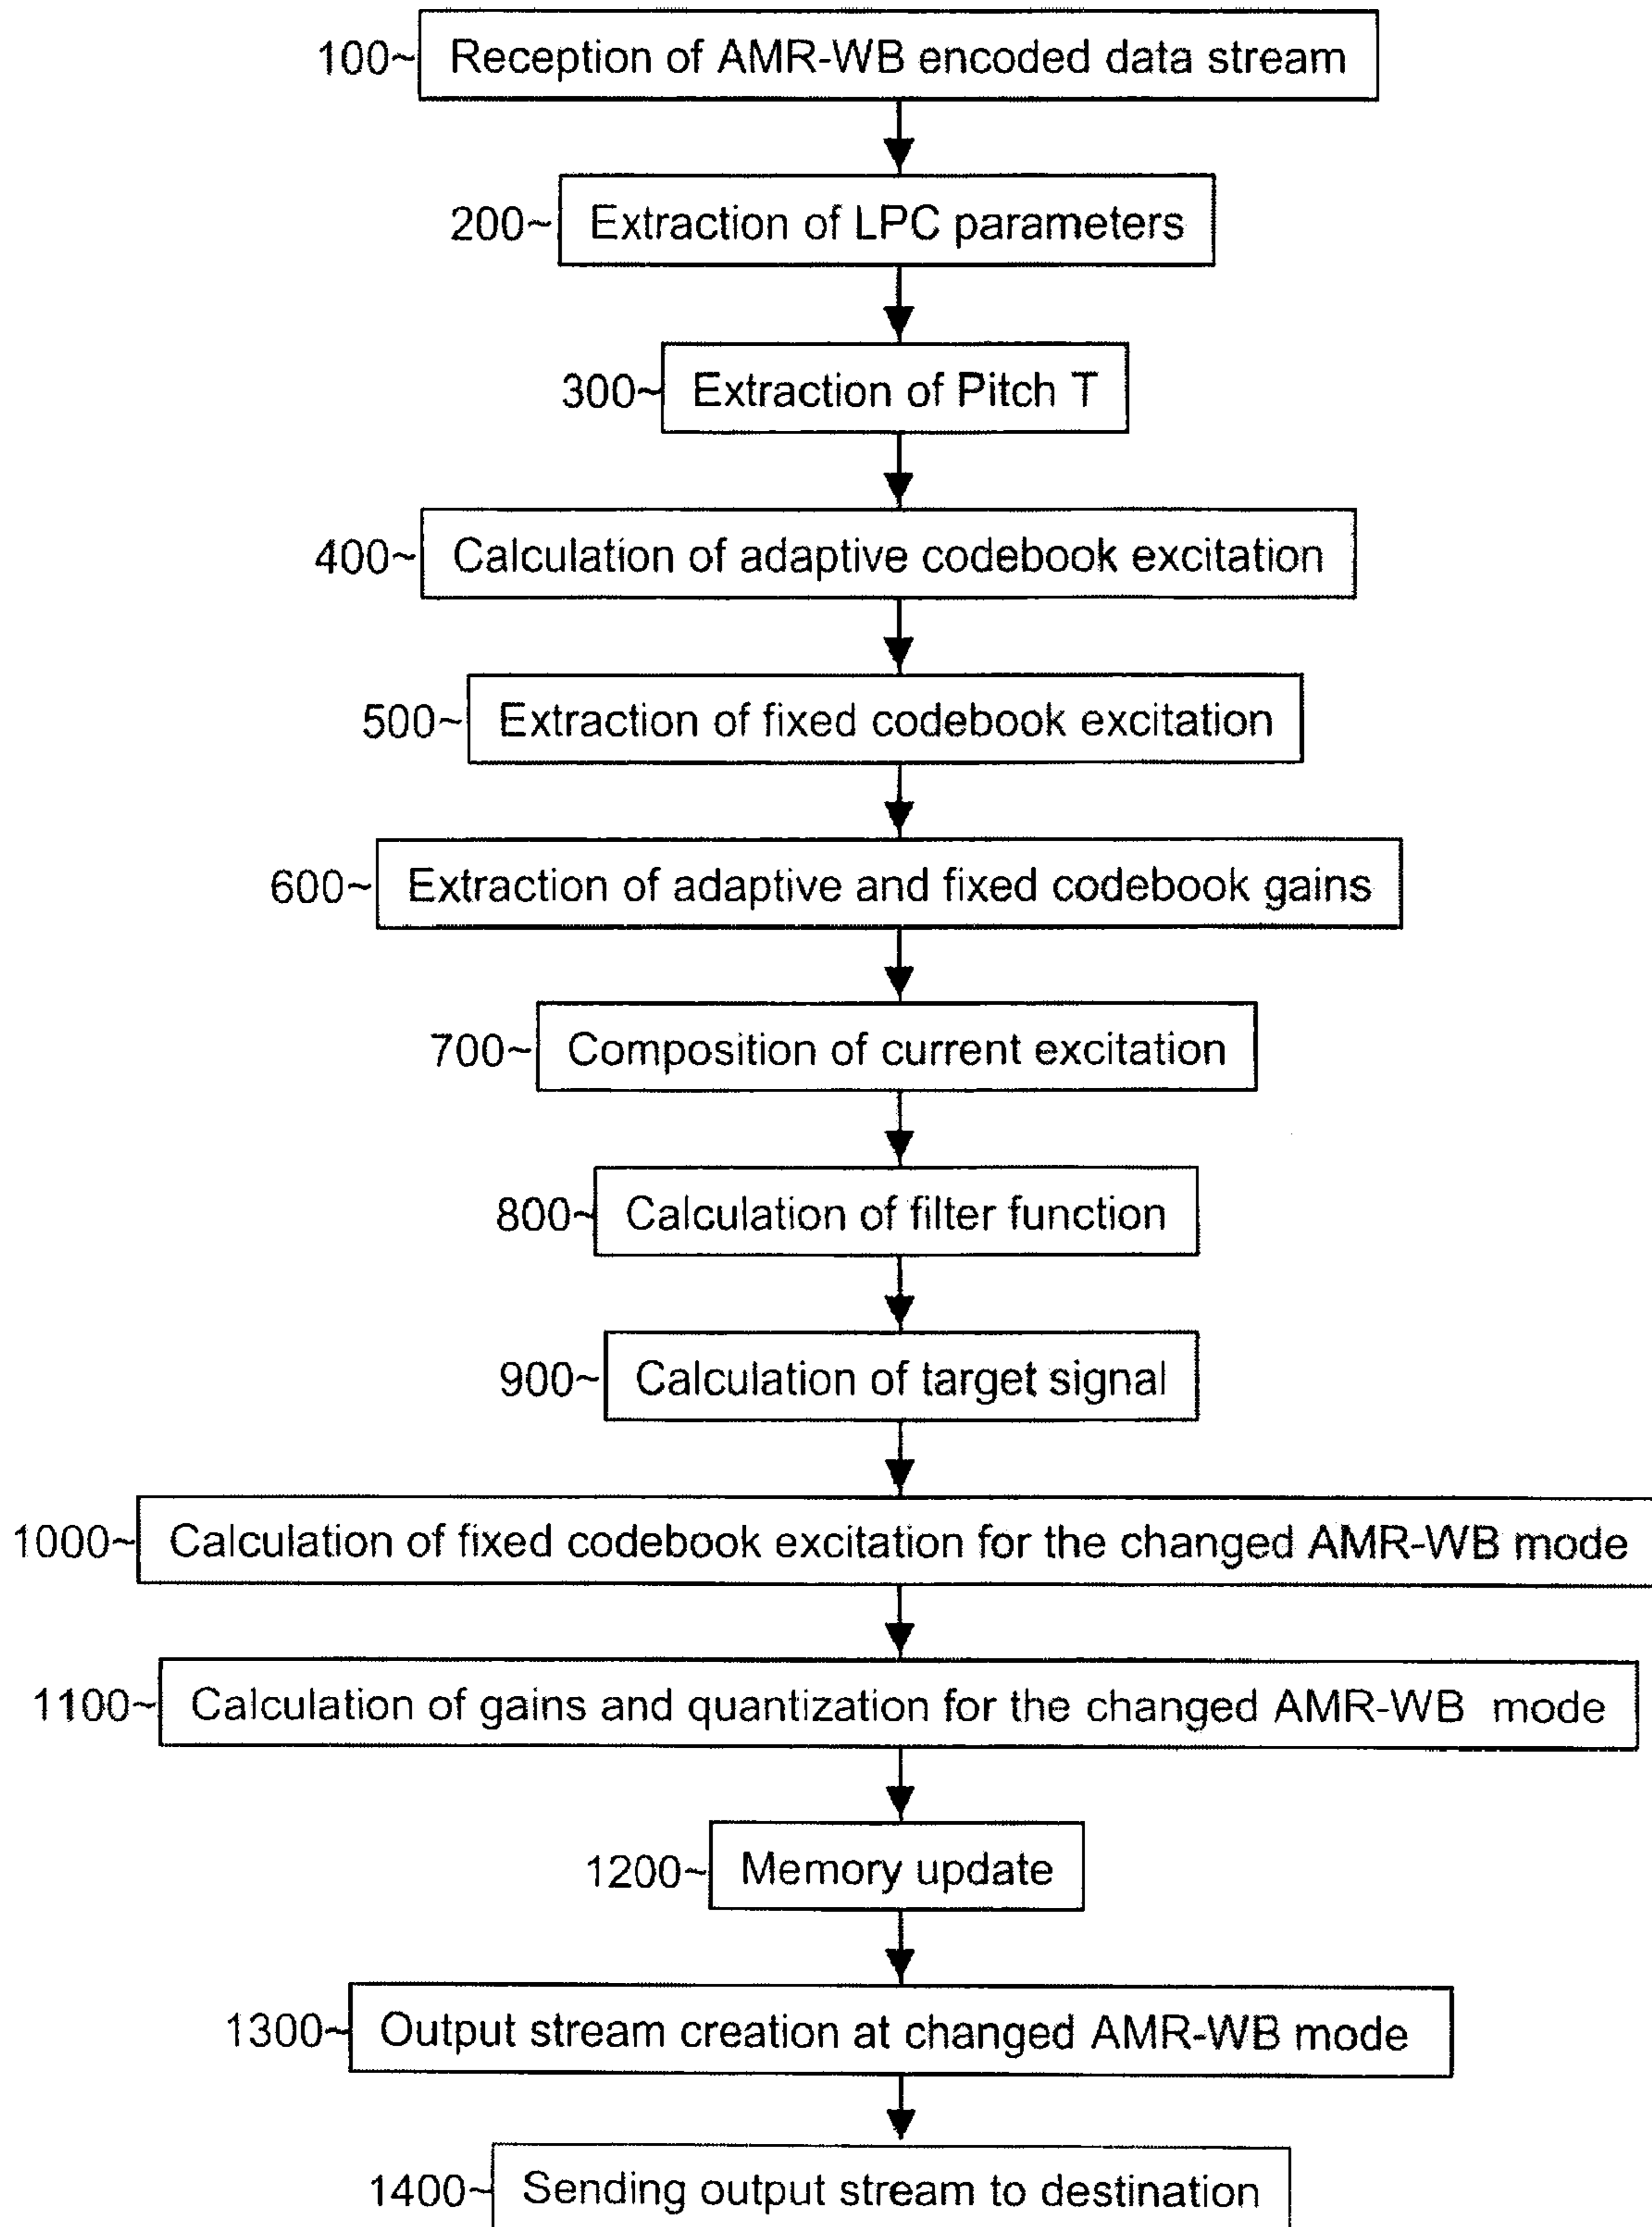 100~ Reception of AMR-WB encoded data stream
200~ Extraction of LPC parameters
300~ Extraction of Pitch T
400~ Calculation of adaptive codebook excitation
500~ Extraction of fixed codebook excitation
600~ Extraction of adaptive and fixed codebook gains
700~ Composition of current excitation
800~ Calculation of filter function
900~ Calculation of target signal
1000~ Calculation of fixed codebook excitation for the changed AMR-WB mode
1100~ Calculation of gains and quantization for the changed AMR-WB mode
1200~ Memory update
1300~ Output stream creation at changed AMR-WB mode
1400~ Sending output stream to destination